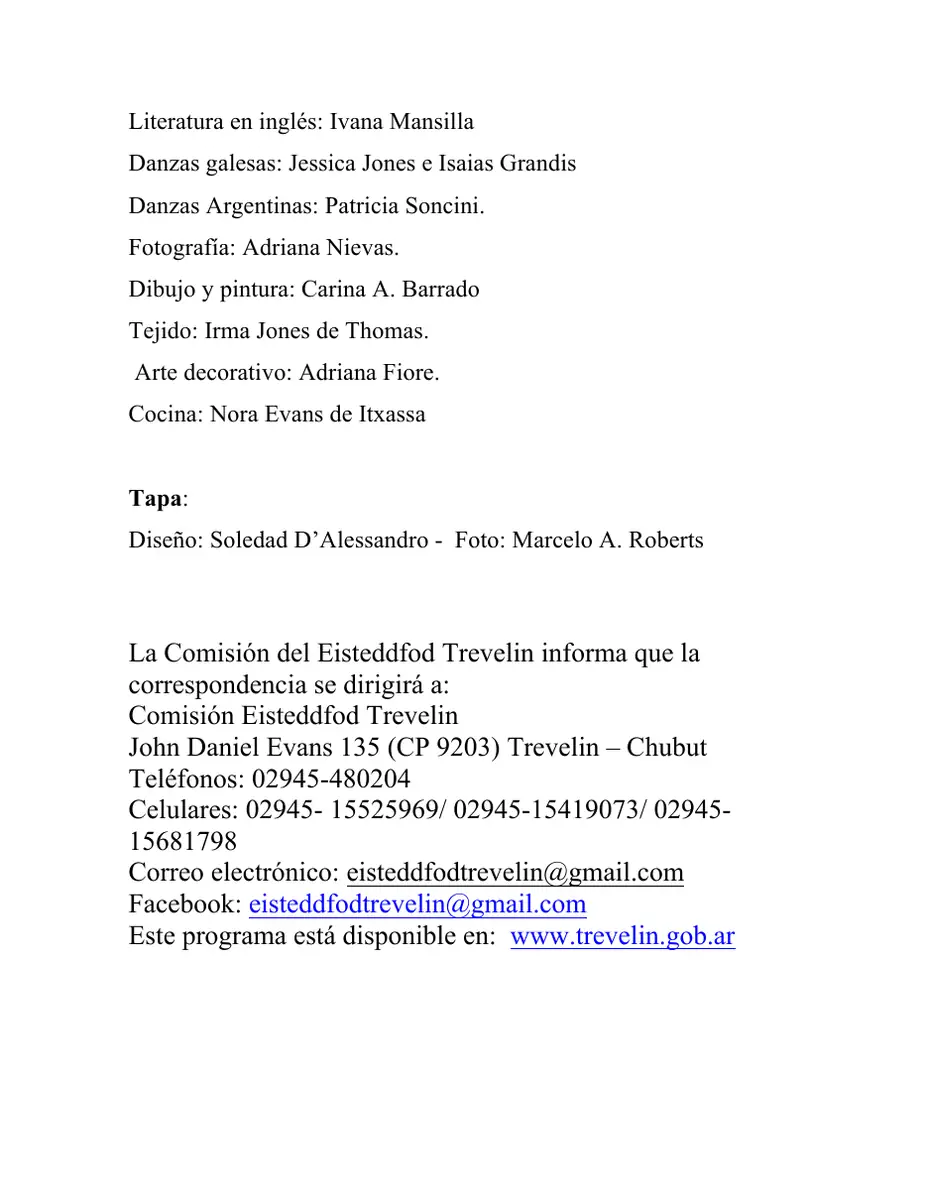 Literatura en inglés: Ivana Mansilla
Danzas galesas: Jessica Jones e Isaias Grandis
Danzas Argentinas: Patricia Soncini.
Fotografía: Adriana Nievas.
Dibujo y pintura: Carina A. Barrado
Tejido: Irma Jones de Thomas.
Arte decorativo: Adriana Fiore.
Cocina: Nora Evans de Itxassa
Tapa:
Diseño: Soledad D’Alessandro -  Foto: Marcelo A. Roberts
La Comisión del Eisteddfod Trevelin informa que la
correspondencia se dirigirá a:
Comisión Eisteddfod Trevelin
John Daniel Evans 135 (CP 9203) Trevelin – Chubut
Teléfonos: 02945-480204
Celulares: 02945- 15525969/ 02945-15419073/ 02945-
15681798
Correo electrónico: eisteddfodtrevelin@gmail.com
Facebook: eisteddfodtrevelin@gmail.com
Este programa está disponible en:  www.trevelin.gob.ar